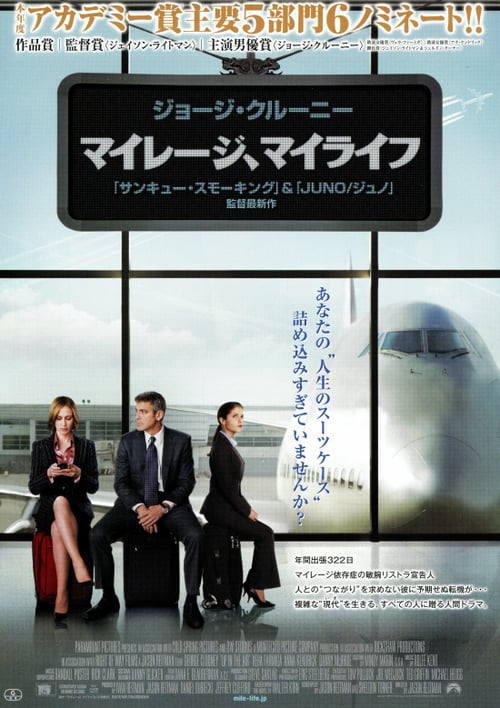 本年度
アカデミー賞主要5部門6ノミネート!!
作品賞|監督賞〈ジェイソン・ライトマン〉|主演男優賞〈ジョージ・クルーニー〉
ジョージ・クルーニー
マイレージ、マイライフ
「サンキュー・スモーキング」&「JUNO/ジュノ」
監督最新作
あなたの"人生のスーツケース"
詰め込みすぎていませんか?
年間出張322日
マイレージ依存症の敏腕リストラ宣告人
人との"つながり"を求めない彼に予期せぬ転機が…
複雑な"現代"を生きる、すべての人に贈る人間ドラマ。
mile-life.jp